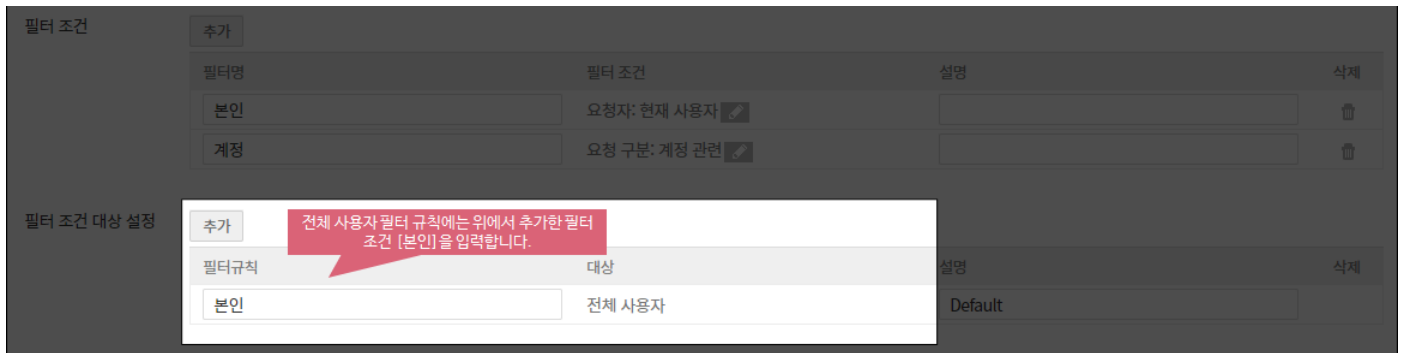 필터 조건
추가
필터명 필터 조건 설명 삭제
본인 요청자: 현재 사용자
계정 요청 구분: 계정 관련
필터 조건 대상 설정
추가
전체 사용자 필터 규칙에는 위에서 추가한 필터
조건 [본인]을 입력합니다.
필터규칙 대상 설명 삭제
본인 전체 사용자 Default